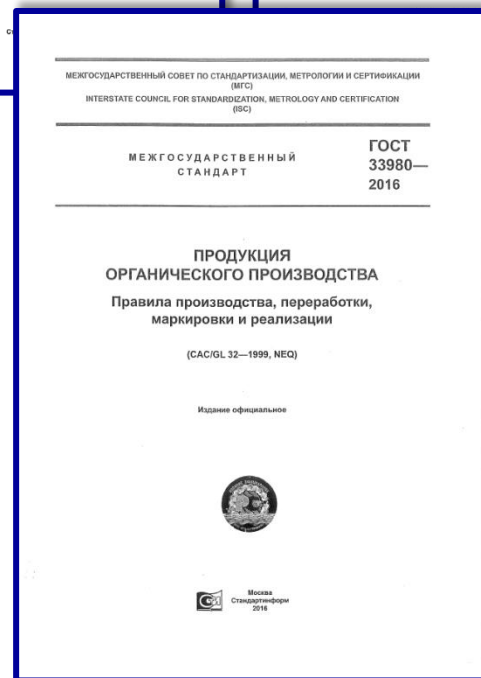 МЕЖГОСУДАРСТВЕННЫЙ СОВЕТ ПО СТАНДАРТИЗАЦИИ, МЕТРОЛОГИИ И СЕРТИФИКАЦИИ
(МГС)
INTERSTATE COUNCIL FOR STANDARDIZATION, METROLOGY AND CERTIFICATION
(ISC)
МЕЖГОСУДАРСТВЕННЫЙ
СТАНДАРТ
ГОСТ
33980—
2016
ПРОДУКЦИЯ
ОРГАНИЧЕСКОГО ПРОИЗВОДСТВА
Правила производства, переработки,
маркировки и реализации
(CAC/GL 32—1999, NEQ)
Издание официальное
Москва
Стандартинформ
2016